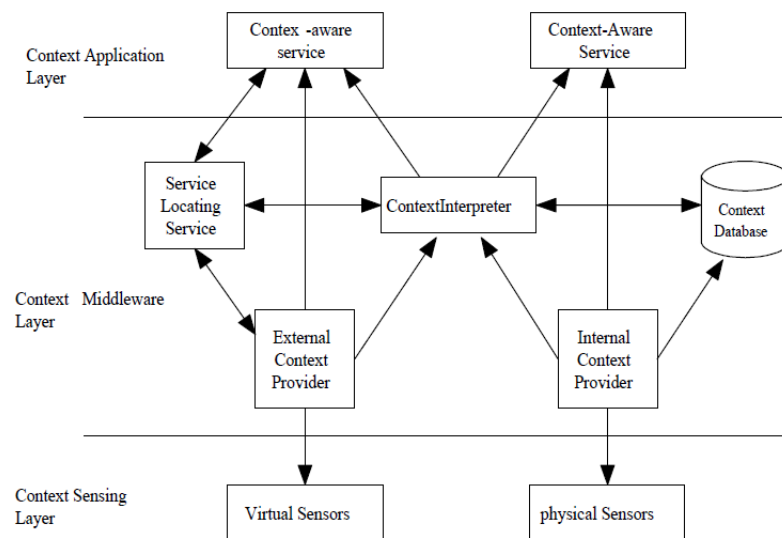 Contex -aware
service
Context-Aware
Service
Context Application
Layer
Service
Locating
Service
ContextInterpreter
Context
Database
Context Middleware
Layer
External
Context
Provider
Internal
Context
Provider
Context Sensing
Layer
Virtual Sensors
physical Sensors